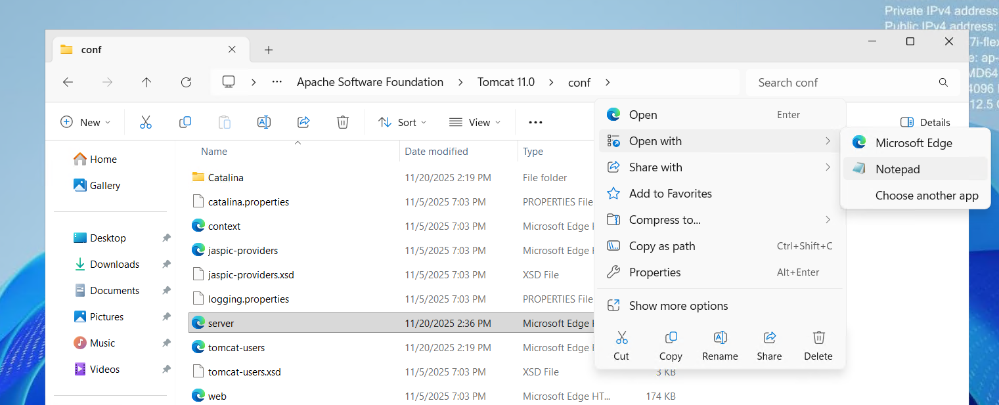 Private IPv4 address
Public IPv4 address:
7i-flex
e: ap-
MD64
4096
12.5
conf
Apache Software Foundation
Tomcat 11.0
conf
Search conf
New
Sort
View
Details
Home
Gallery
Desktop
Downloads
Documents
Pictures
Music
Videos
Name Date modified Type
Catalina 11/20/2025 2:19 PM File folder
catalina.properties 11/5/2025 7:03 PM PROPERTIES File
context 11/5/2025 7:03 PM Microsoft Edge H
jaspic-providers 11/5/2025 7:03 PM Microsoft Edge H
jaspic-providers.xsd 11/5/2025 7:03 PM XSD File
logging.properties 11/5/2025 7:03 PM PROPERTIES File
server 11/20/2025 2:36 PM Microsoft Edge H
tomcat-users 11/20/2025 2:19 PM Microsoft Edge H
tomcat-users.xsd 11/5/2025 7:03 PM XSD File 3 KB
web 11/5/2025 7:03 PM Microsoft Edge HT... 174 KB
Open Enter
Open with
Share with
Add to Favorites
Compress to...
Copy as path Ctrl+Shift+C
Properties Alt+Enter
Show more options
Cut Copy Rename Share Delete
Microsoft Edge
Notepad
Choose another app